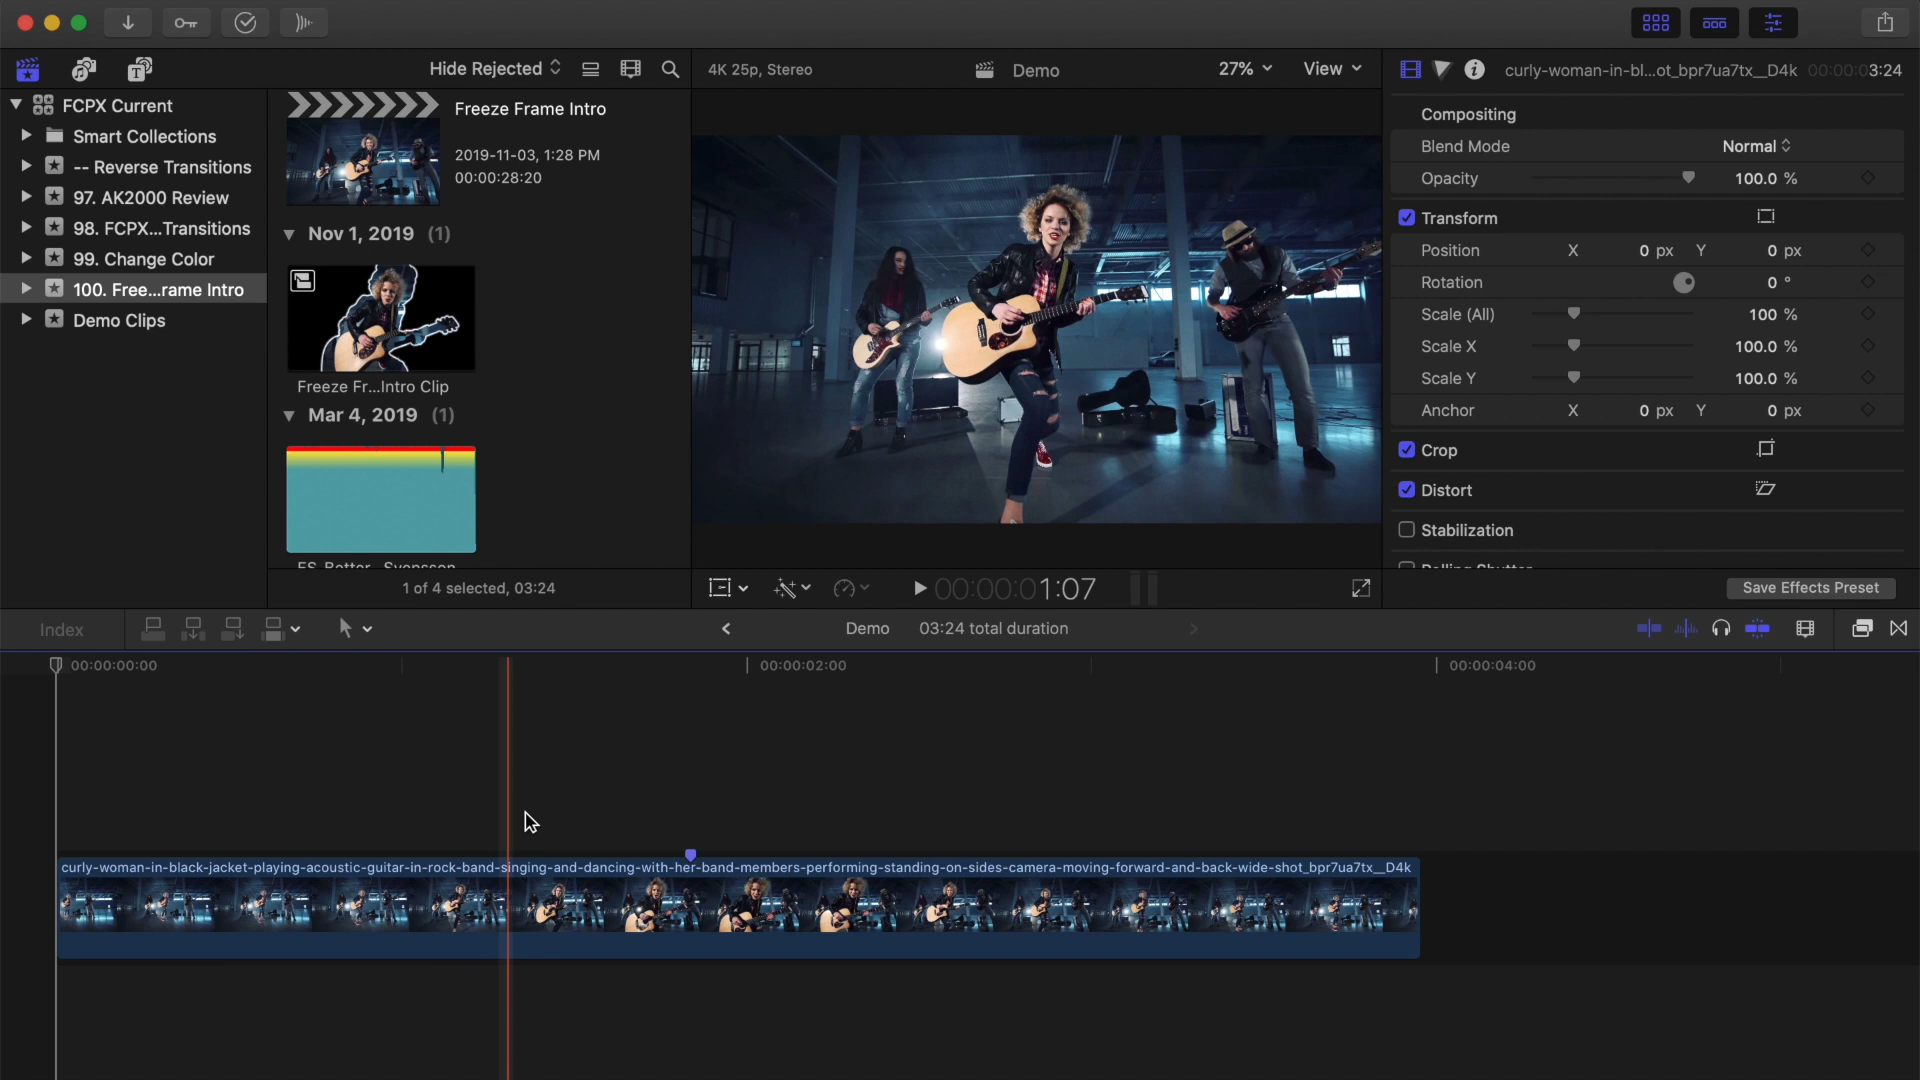 Hide Rejected
4K 25p, Stereo
Demo
27%
View
curly-woman-in-bl...ot_bpr7ua7tx__D4k
00:00:03:24
FCPX Current
Smart Collections
-- Reverse Transitions
97. AK2000 Review
98. FCPX...Transitions
99. Change Color
100. Free...rame Intro
Demo Clips
Freeze Frame Intro
2019-11-03, 1:28 PM
00:00:28:20
Nov 1, 2019 (1)
Freeze Fr...Intro Clip
Mar 4, 2019 (1)
ES_Better...Svensson
1 of 4 selected, 03:24
00:00:01:07
Compositing
Blend Mode Normal
Opacity 100.0 %
Transform
Position X 0 px Y 0 px
Rotation 0 °
Scale (All) 100 %
Scale X 100.0 %
Scale Y 100.0 %
Anchor X 0 px Y 0 px
Crop
Distort
Stabilization
Rolling Shutter
Save Effects Preset
Index
Demo 03:24 total duration
00:00:00:00
00:00:02:00
00:00:04:00
curly-woman-in-black-jacket-playing-acoustic-guitar-in-rock-band-singing-and-dancing-with-her-band-members-performing-standing-on-sides-camera-moving-forward-and-back-wide-shot_bpr7ua7tx__D4k